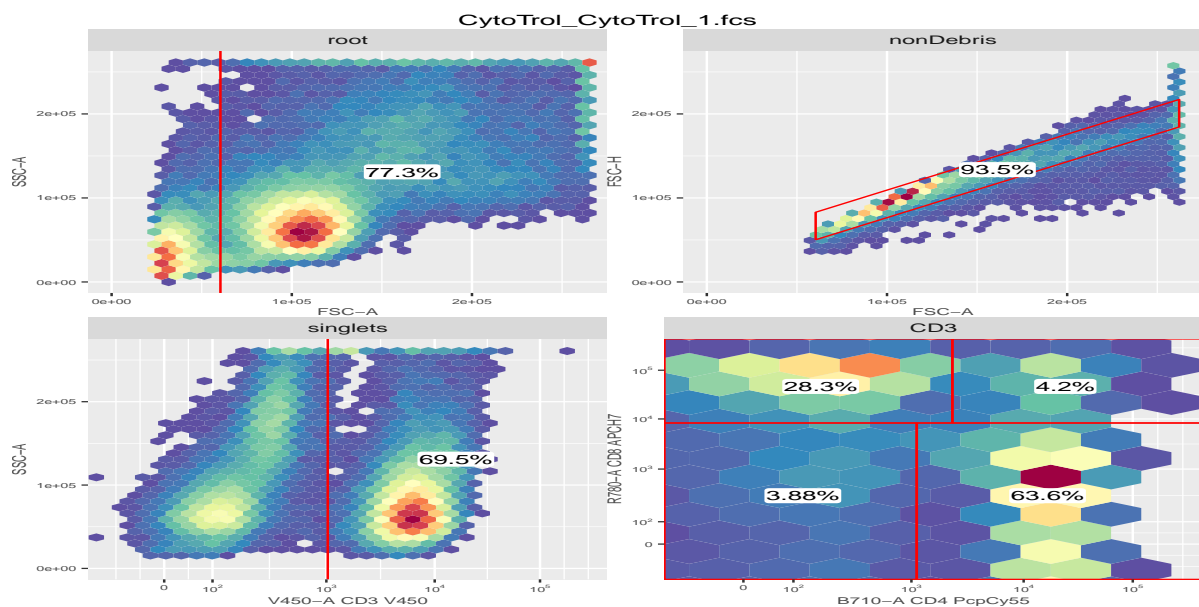 CytoTrol_CytoTrol_1.fcs
root
nonDebris
SSC−A
2e+05
1e+05
0e+00
77.3%
0e+00 1e+05 2e+05
FSC−A
FSC−H
2e+05
1e+05
0e+00
93.5%
0e+00 1e+05 2e+05
FSC−A
singlets
CD3
SSC−A
2e+05
1e+05
0e+00
69.5%
0 10² 10³ 10⁴ 10⁵
V450−A CD3 V450
R780−A CD8 APCH7
10⁵
10⁴
10³
10²
0
28.3% 4.2%
3.88% 63.6%
0 10² 10³ 10⁴ 10⁵
B710−A CD4 PcpCy55